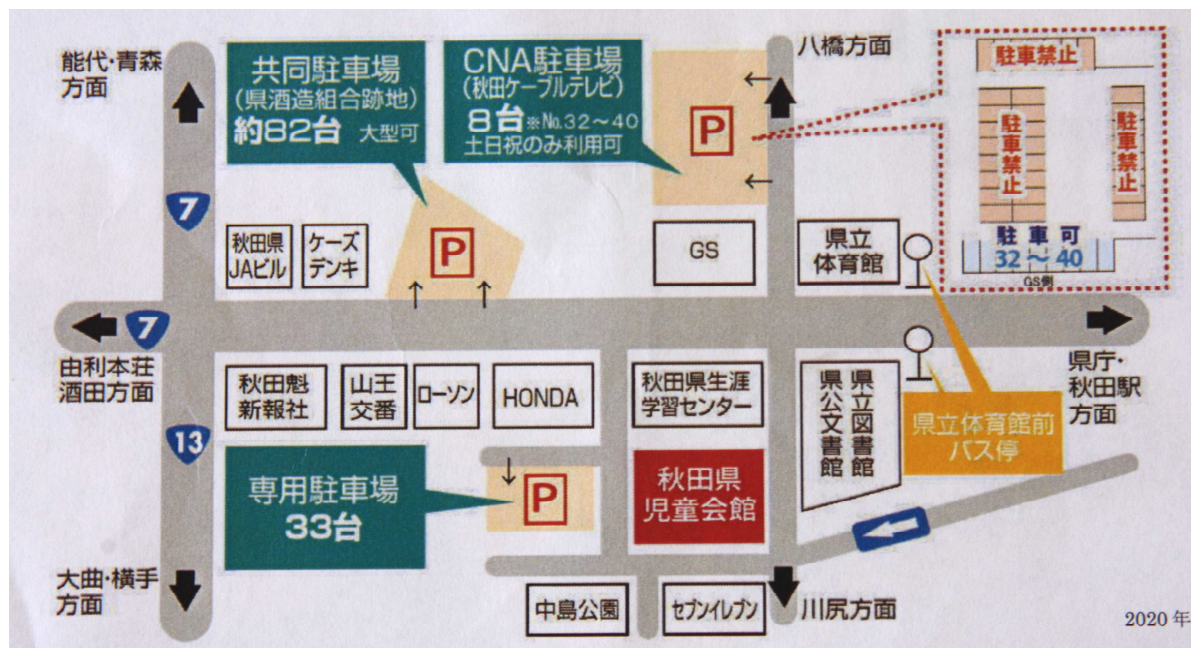 能代・青森
方面
共同駐車場
(県酒造組合跡地)
約82台 大型可
CNA駐車場
(秋田ケーブルテレビ)
8台 ※№32～40
土日祝のみ利用可
P
八橋方面
駐車禁止
駐車禁止
駐車禁止
駐車可
32～40
GS側
7
秋田県
JAビル
ケーズ
デンキ
P
GS
県立
体育館
7
由利本荘
酒田方面
県庁・
秋田駅
方面
秋田魁
新報社
山王
交番
ローソン
HONDA
秋田県生涯
学習センター
県立図書館
県公文書館
県立体育館前
バス停
13
専用駐車場
33台
P
秋田県
児童会館
大曲・横手
方面
中島公園
セブンイレブン
川尻方面
2020年